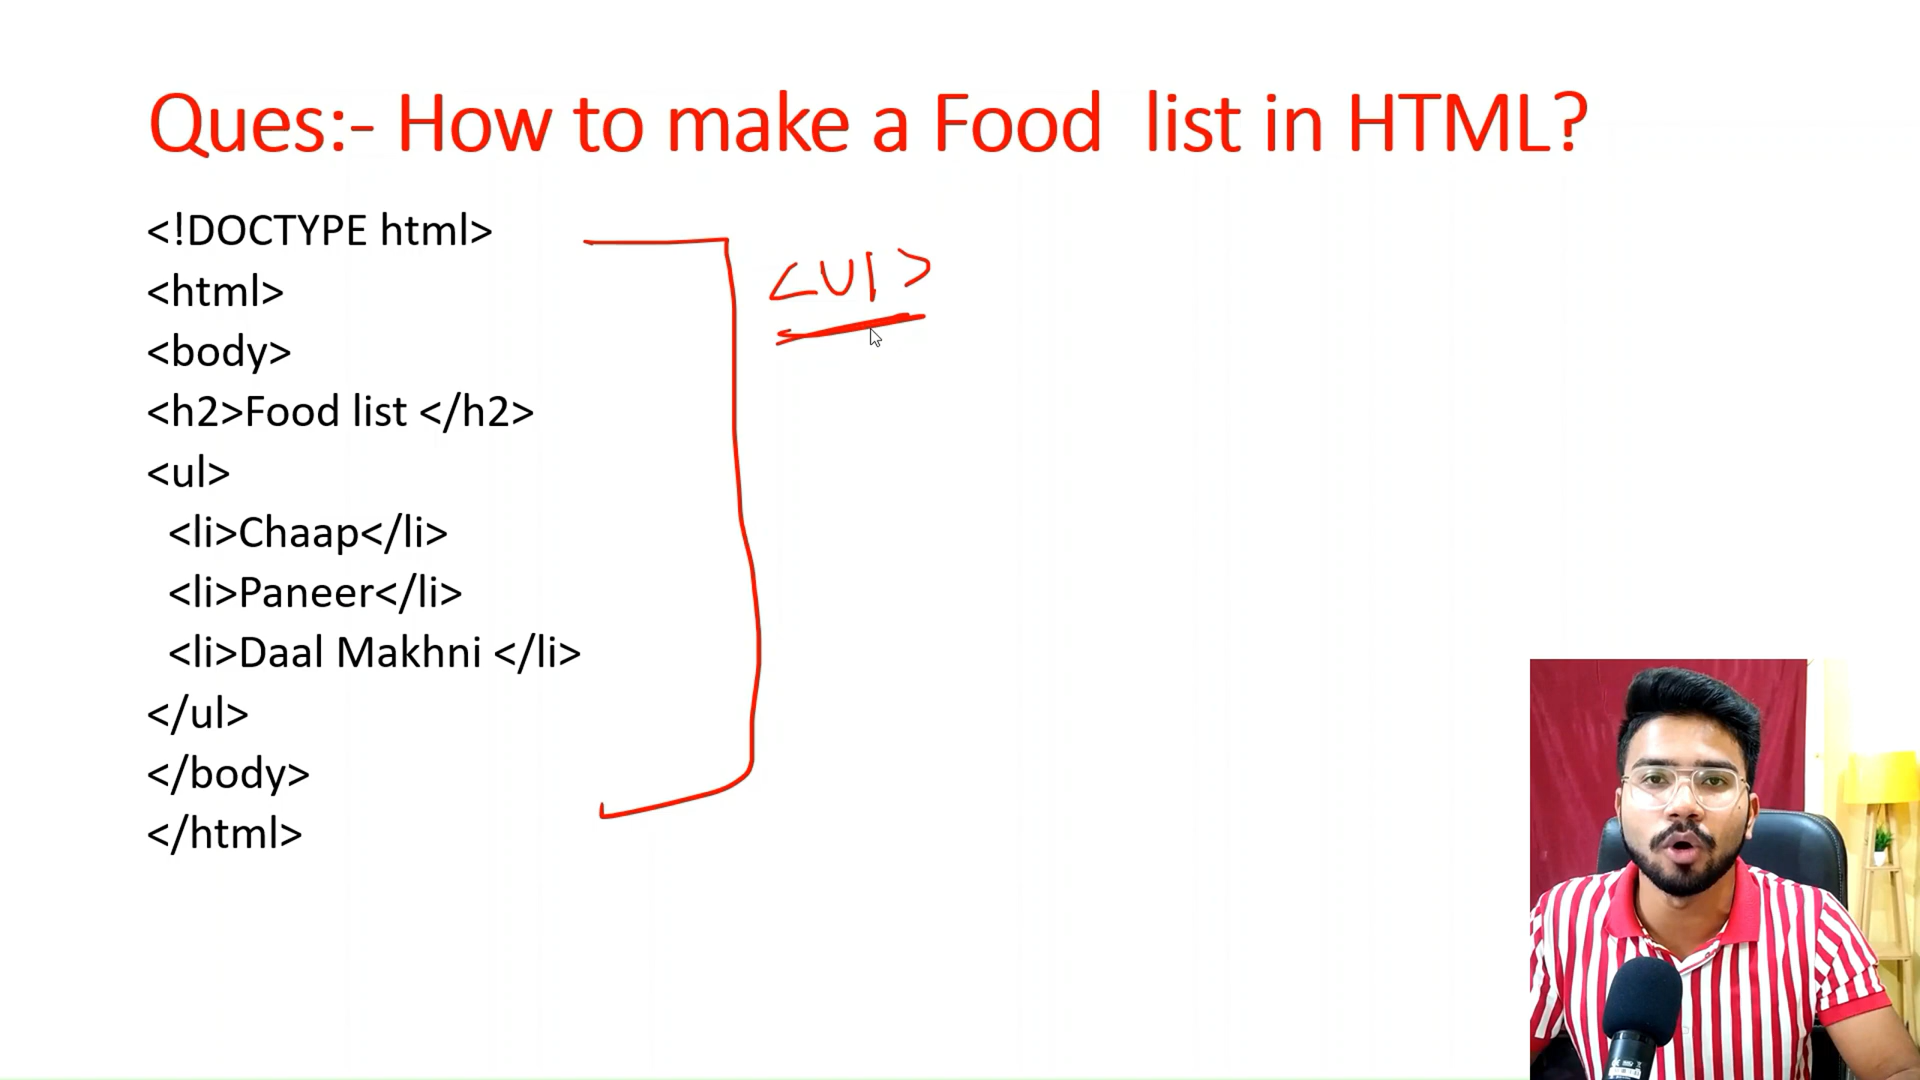 Ques:- How to make a Food  list in HTML?
<!DOCTYPE html>
<html>
<body>
<h2>Food list </h2>
<ul>
<li>Chaap</li>
<li>Paneer</li>
<li>Daal Makhni </li>
</ul>
</body>
</html>
<ul>